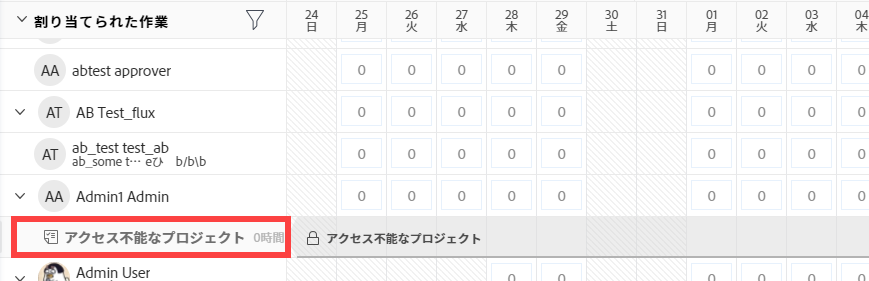 割り当てられた作業 24 25 26 27 28 29 30 31 01 02 03 04
日 月 火 水 木 金 土 日 月 火 水 木
AA abtest approver 0 0 0 0 0 0 0 0 0
AT AB Test_flux 0 0 0 0 0 0 0 0 0
AT ab_test test_ab 0 0 0 0 0 0 0 0 0
ab_some t… eひ b/b\b
AA Admin1 Admin 0 0 0 0 0 0 0 0 0
アクセス不能なプロジェクト 0時間 アクセス不能なプロジェクト
Admin User 0 0 0 0 0 0